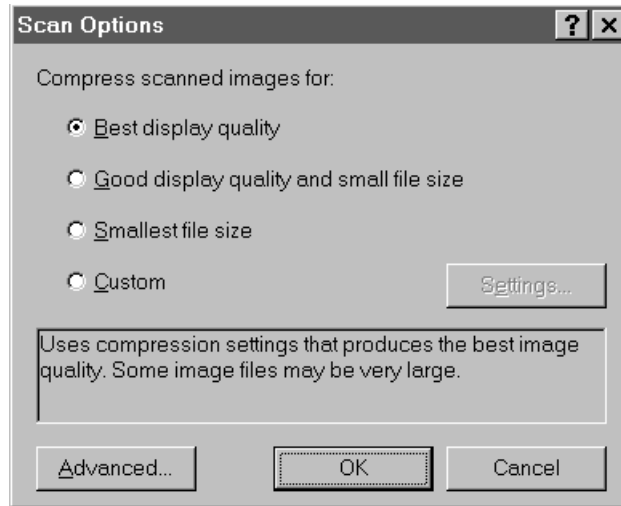 Scan Options
Compress scanned images for:
Best display quality
Good display quality and small file size
Smallest file size
Custom
Settings...
Uses compression settings that produces the best image
quality. Some image files may be very large.
Advanced...
OK
Cancel